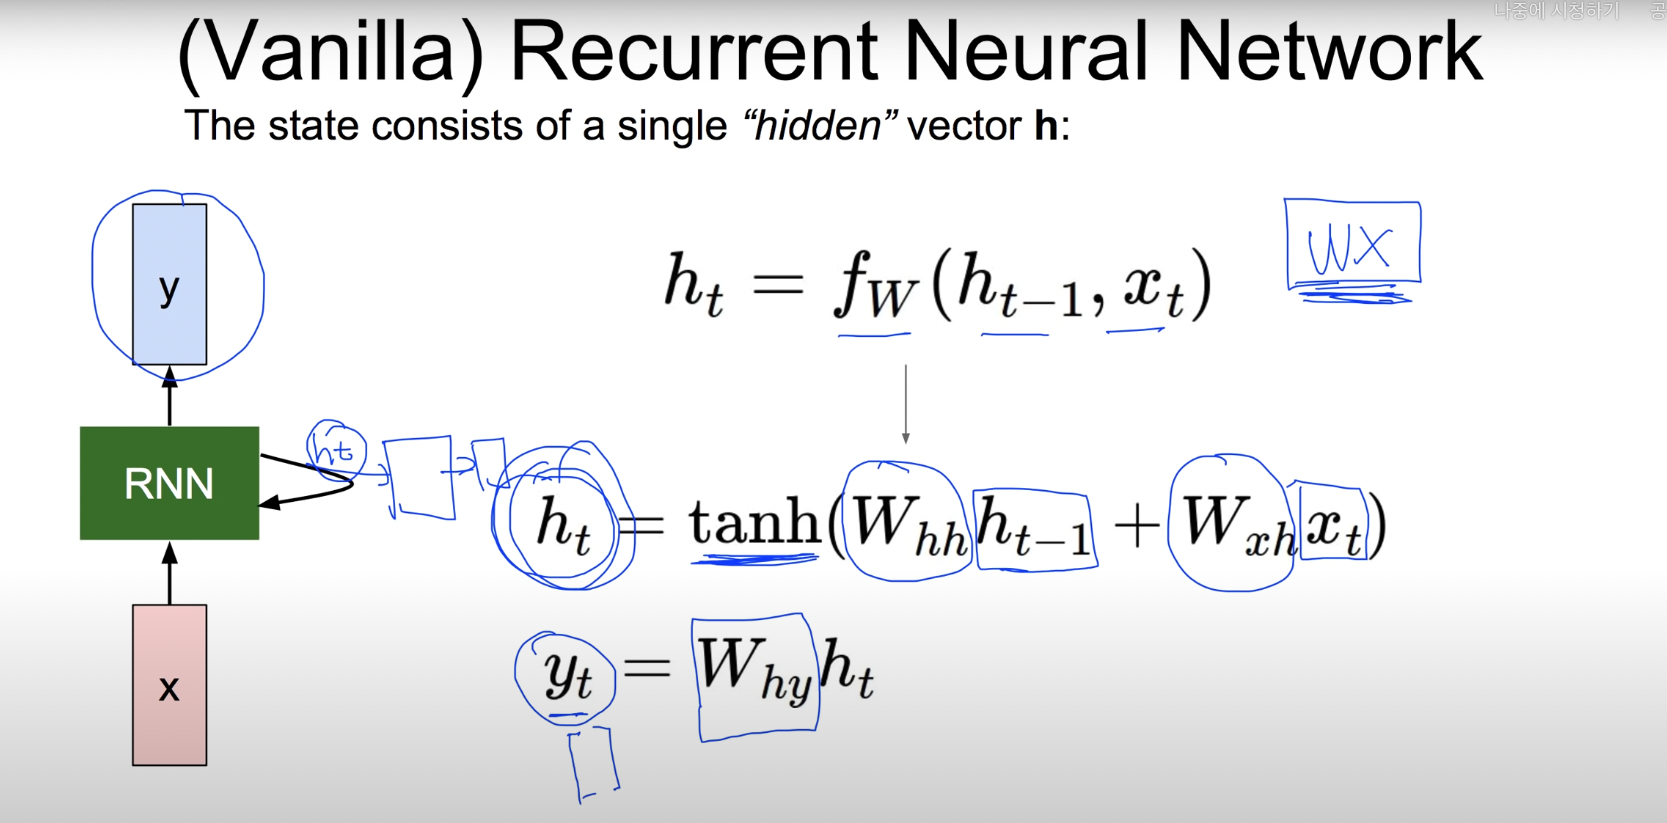 나중에 시청하기 공
(Vanilla) Recurrent Neural Network
The state consists of a single “hidden” vector h:
y
h_t = f_W(h_{t-1}, x_t)
WX
RNN
ht
h_t = tanh(W_{hh}h_{t-1} + W_{xh}x_t)
x
y_t = W_{hy}h_t